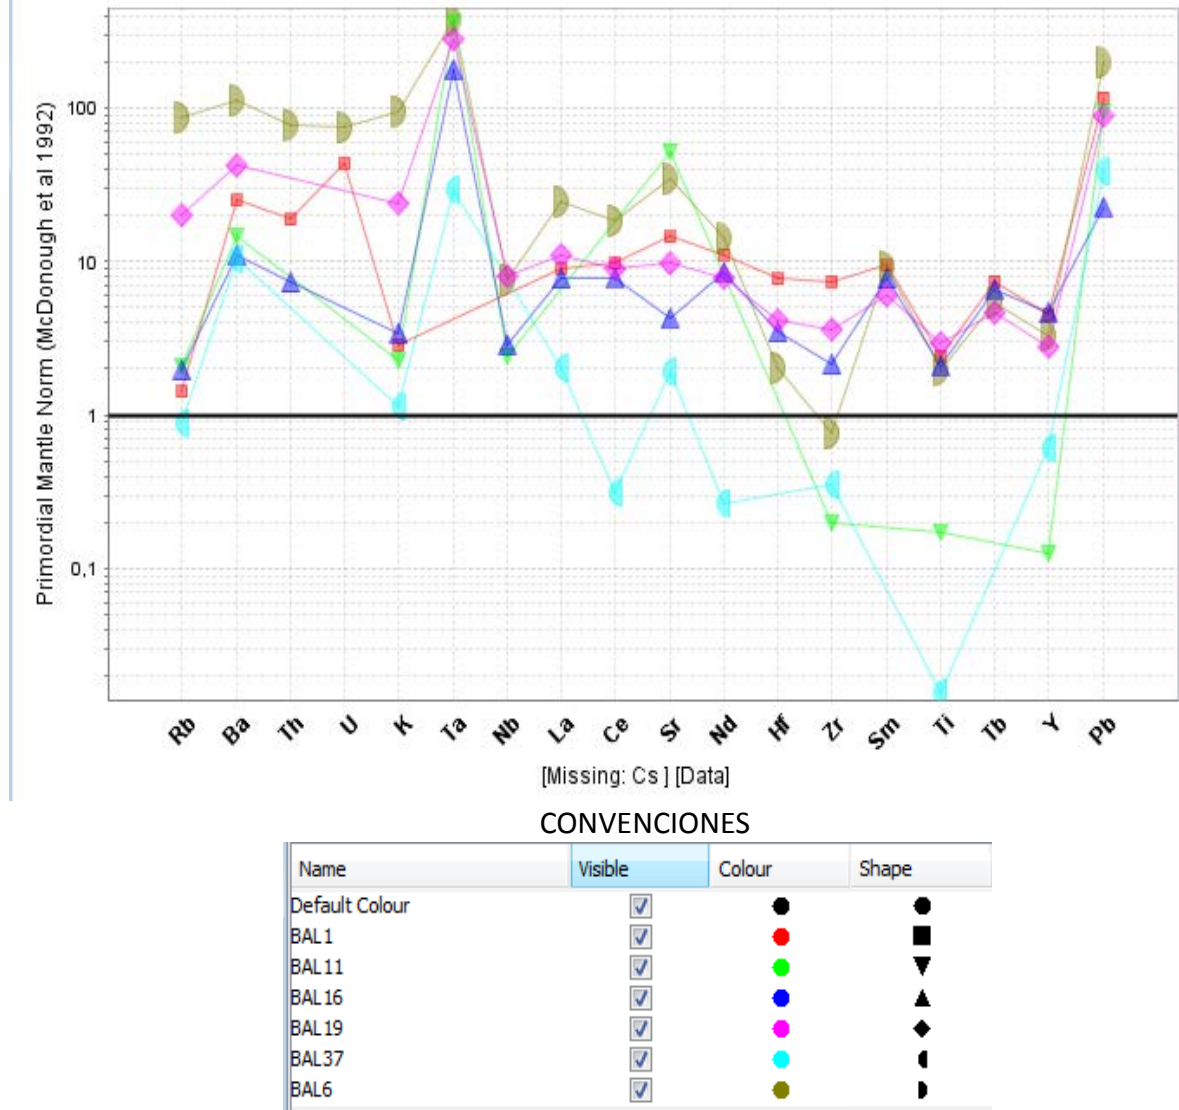 Primordial Mantle Norm (McDonough et al 1992)
100
10
1
0,1
Rb Ba Th U K Ta Nb La Ce Sr Nd Hf Zr Sm Ti Tb Y Pb
[Missing: Cs ] [Data]
CONVENCIONES
Name Visible Colour Shape
Default Colour
BAL1
BAL11
BAL16
BAL19
BAL37
BAL6